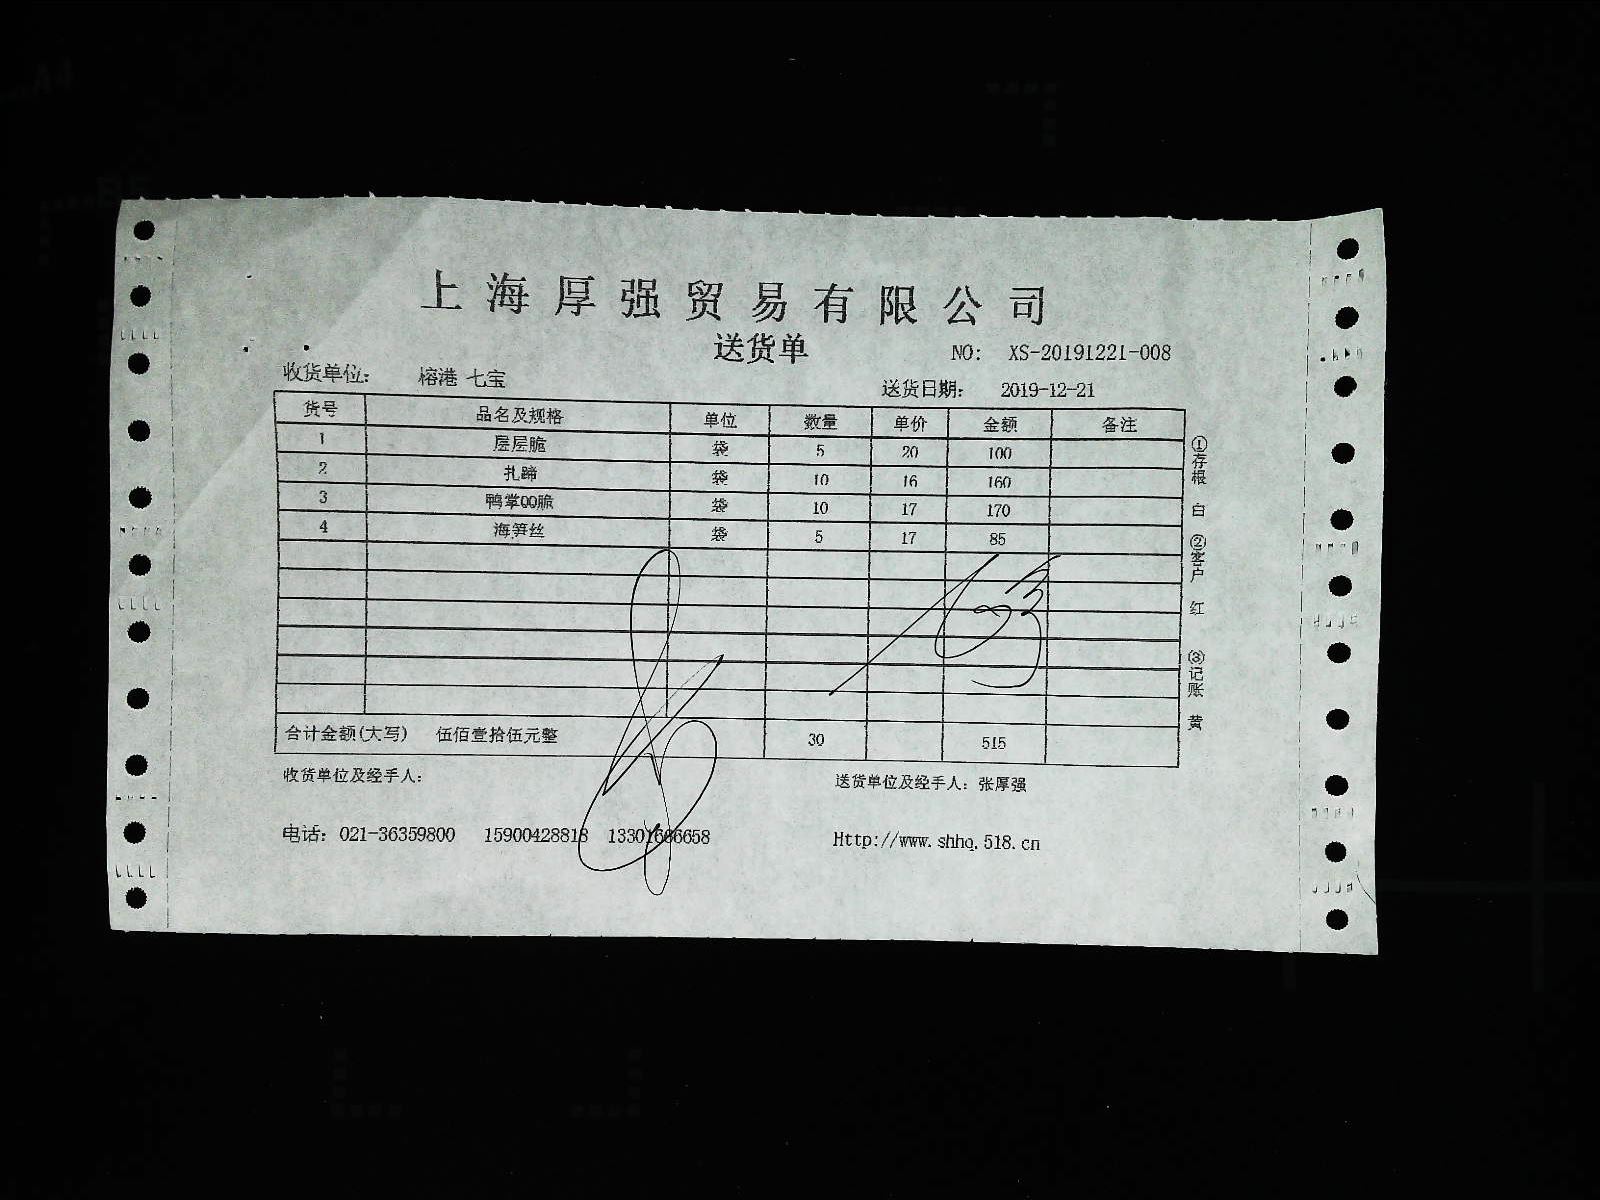 上海厚强贸易有限公司
送货单
NO: XS-20191221-008
收货单位: 榕港 七宝
送货日期: 2019-12-21
货号 品名及规格 单位 数量 单价 金额 备注
1 层层脆 袋 5 20 100
2 扎蹄 袋 10 16 160
3 鸭掌QQ脆 袋 10 17 170
4 海笋丝 袋 5 17 85
合计金额(大写) 伍佰壹拾伍元整 30 515
收货单位及经手人:
送货单位及经手人: 张厚强
电话: 021-36359800 15900428818 13301666658
Http://www.shhq.518.cn
①存根 白 ②客户 红 ③记账 黄